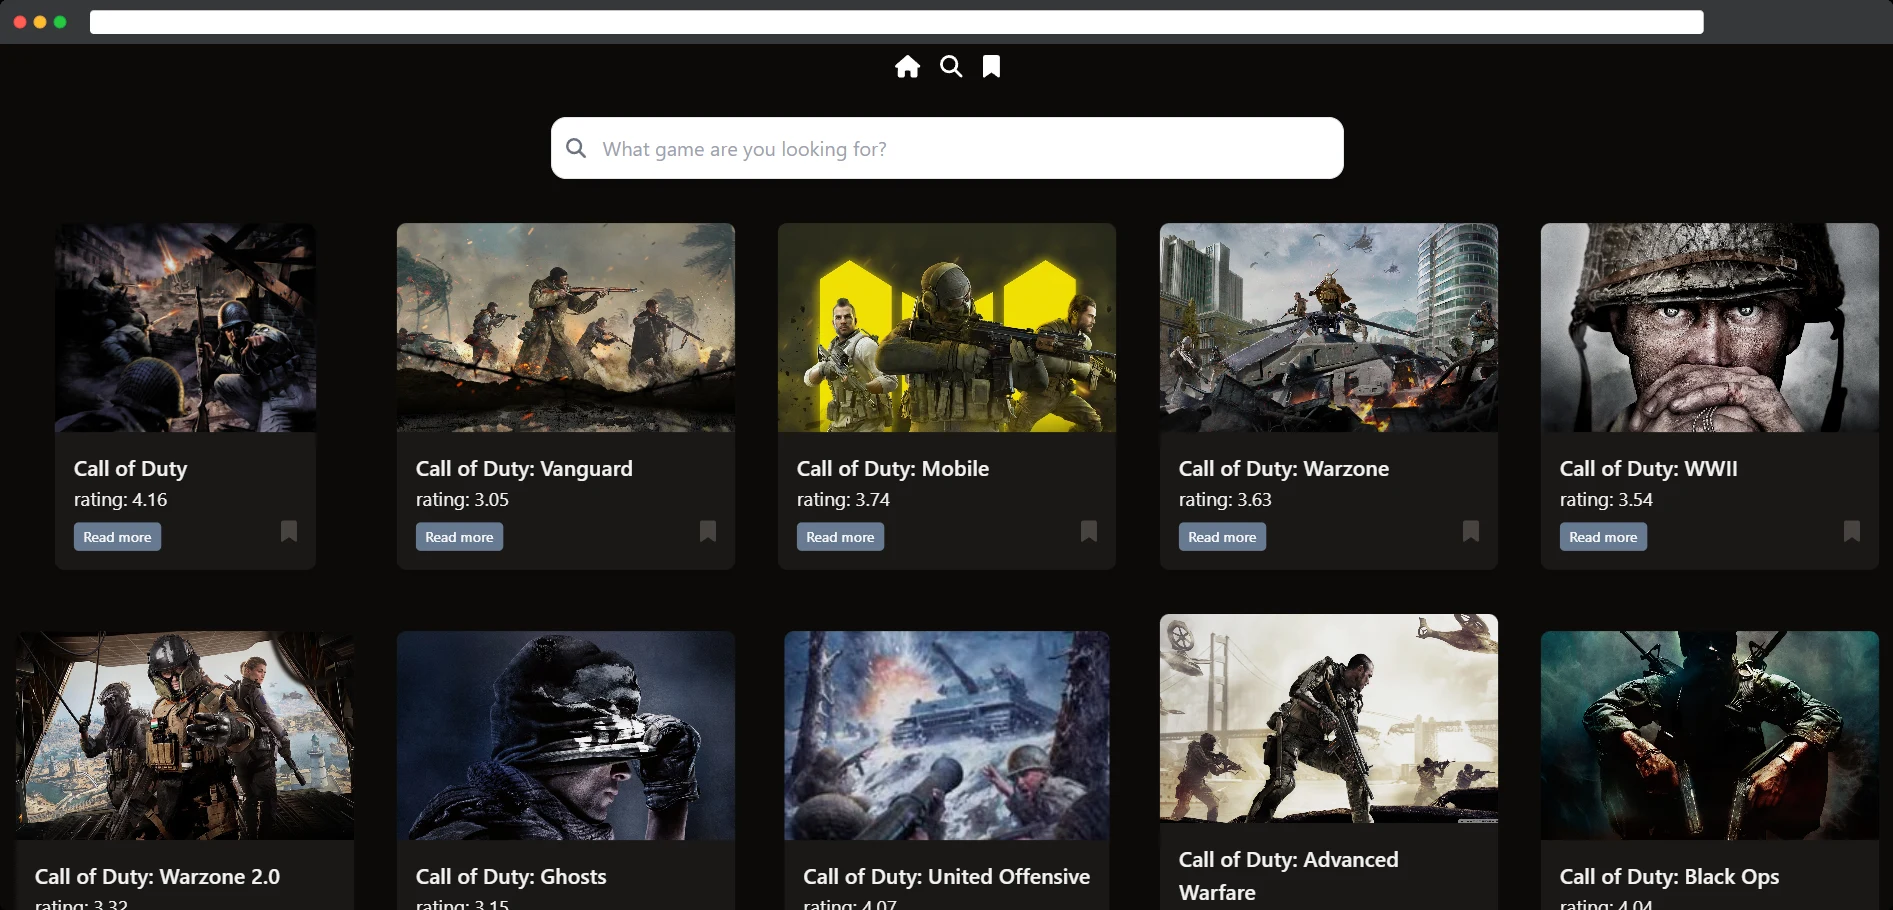 What game are you looking for?
Call of Duty
rating: 4.16
Read more
Call of Duty: Vanguard
rating: 3.05
Read more
Call of Duty: Mobile
rating: 3.74
Read more
Call of Duty: Warzone
rating: 3.63
Read more
Call of Duty: WWII
rating: 3.54
Read more
Call of Duty: Warzone 2.0
rating: 3.32
Call of Duty: Ghosts
rating: 3.15
Call of Duty: United Offensive
rating: 4.07
Call of Duty: Advanced
Warfare
Call of Duty: Black Ops
rating: 4.04